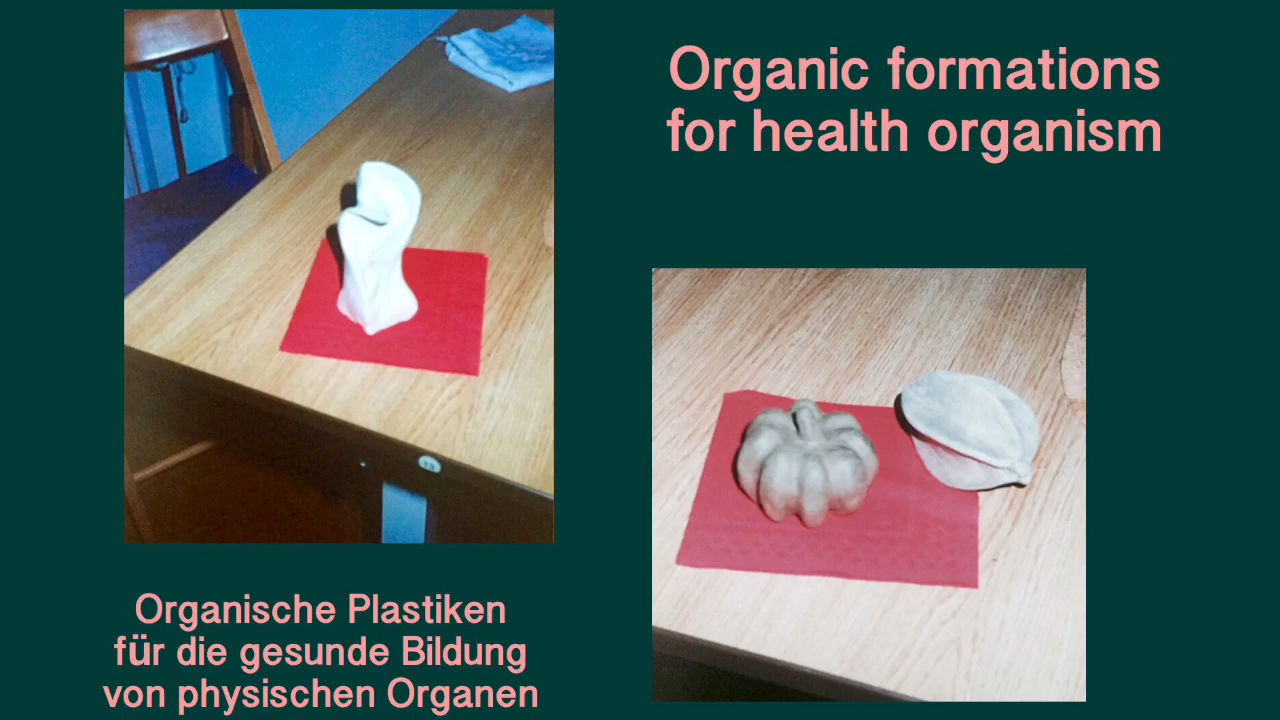 Organic formations
for health organism
Organische Plastiken
für die gesunde Bildung
von physischen Organen